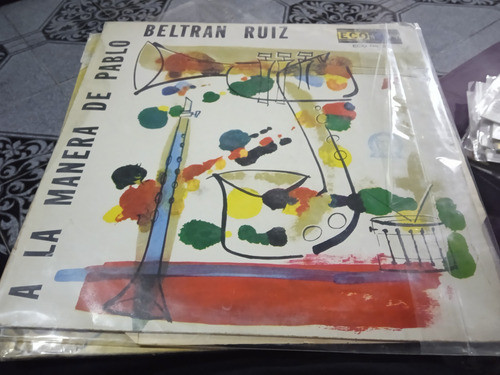 A LA MANERA DE PABLO
BELTRAN RUIZ
ECO